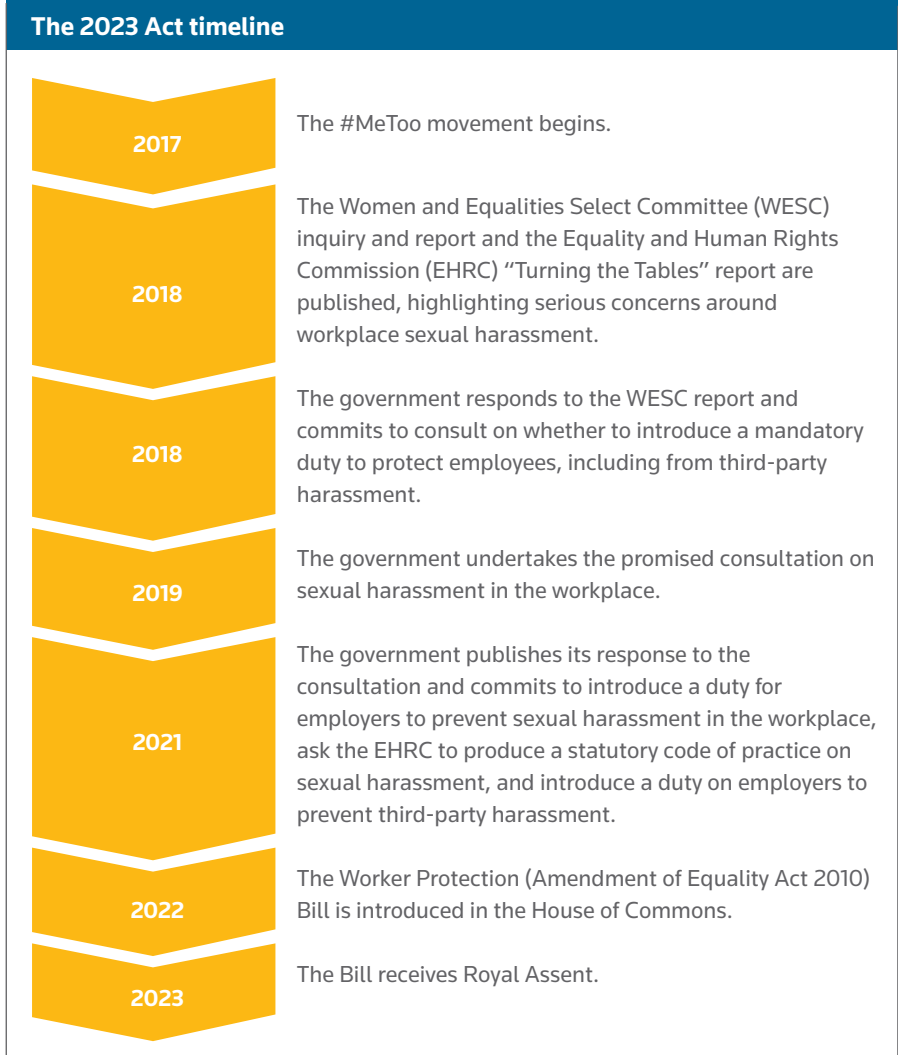 The 2023 Act timeline
2017
The #MeToo movement begins.
2018
The Women and Equalities Select Committee (WESC)
inquiry and report and the Equality and Human Rights
Commission (EHRC) “Turning the Tables” report are
published, highlighting serious concerns around
workplace sexual harassment.
2018
The government responds to the WESC report and
commits to consult on whether to introduce a mandatory
duty to protect employees, including from third-party
harassment.
2019
The government undertakes the promised consultation on
sexual harassment in the workplace.
2021
The government publishes its response to the
consultation and commits to introduce a duty for
employers to prevent sexual harassment in the workplace,
ask the EHRC to produce a statutory code of practice on
sexual harassment, and introduce a duty on employers to
prevent third-party harassment.
2022
The Worker Protection (Amendment of Equality Act 2010)
Bill is introduced in the House of Commons.
2023
The Bill receives Royal Assent.